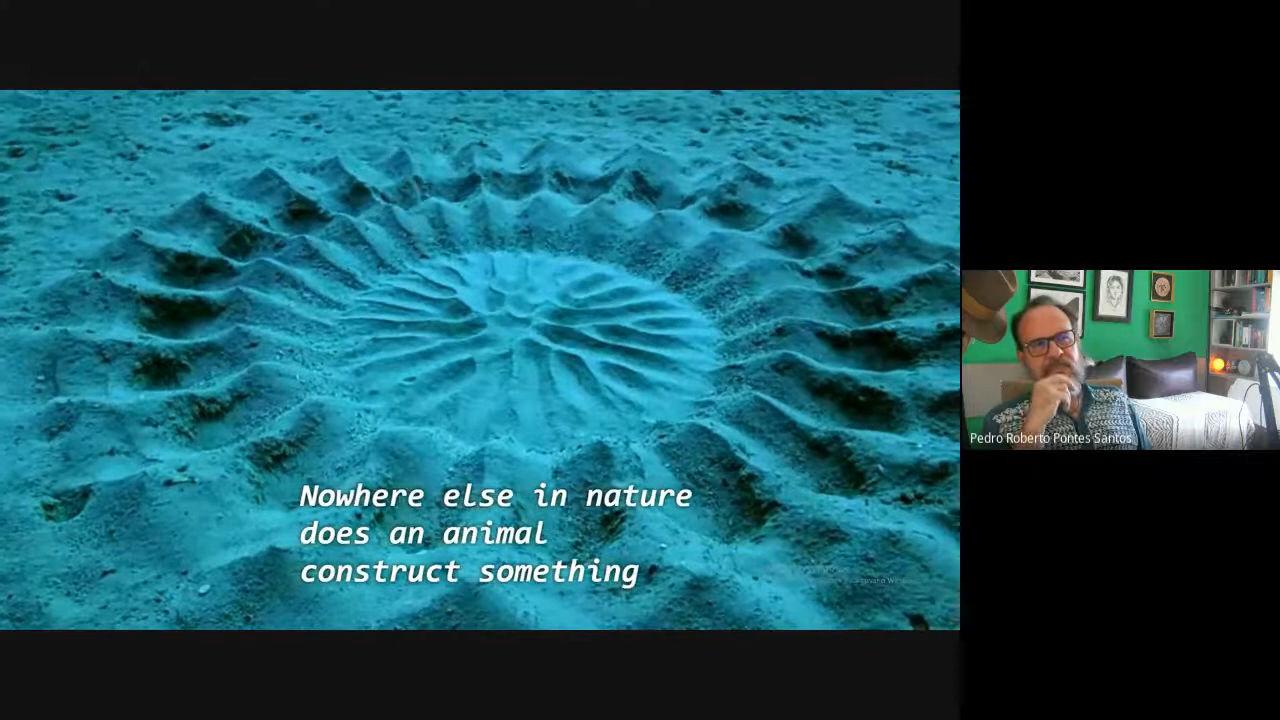 Nowhere else in nature
does an animal
construct something
Pedro Roberto Pontes Santos